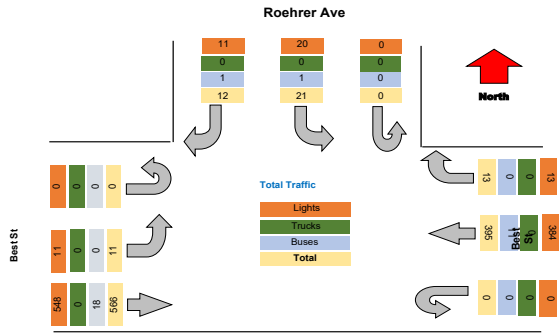 Roehrer Ave
11 20 0
0 0 0
1 1 0
12 21 0
North
0 0 0 0
13 0 0 13
Total Traffic
Lights
Trucks
Buses
Total
Best St
11 0 0 11
395 0 384
Best St
548 0 18 566
0 0 0 0